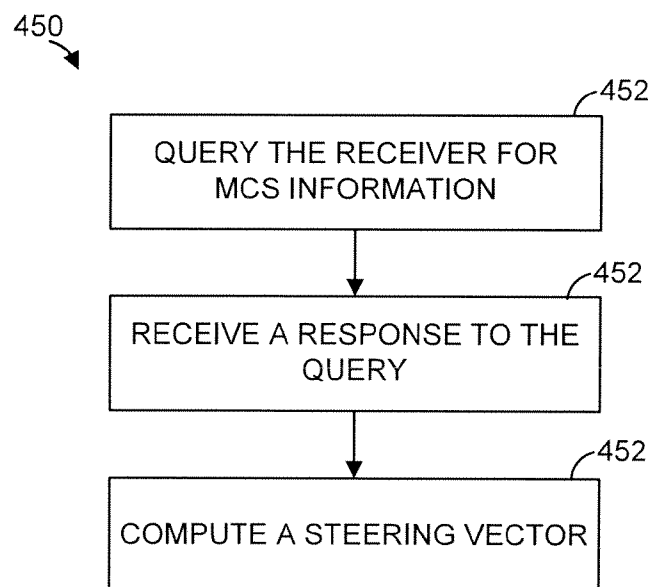 450
452
QUERY THE RECEIVER FOR
MCS INFORMATION
452
RECEIVE A RESPONSE TO THE
QUERY
452
COMPUTE A STEERING VECTOR